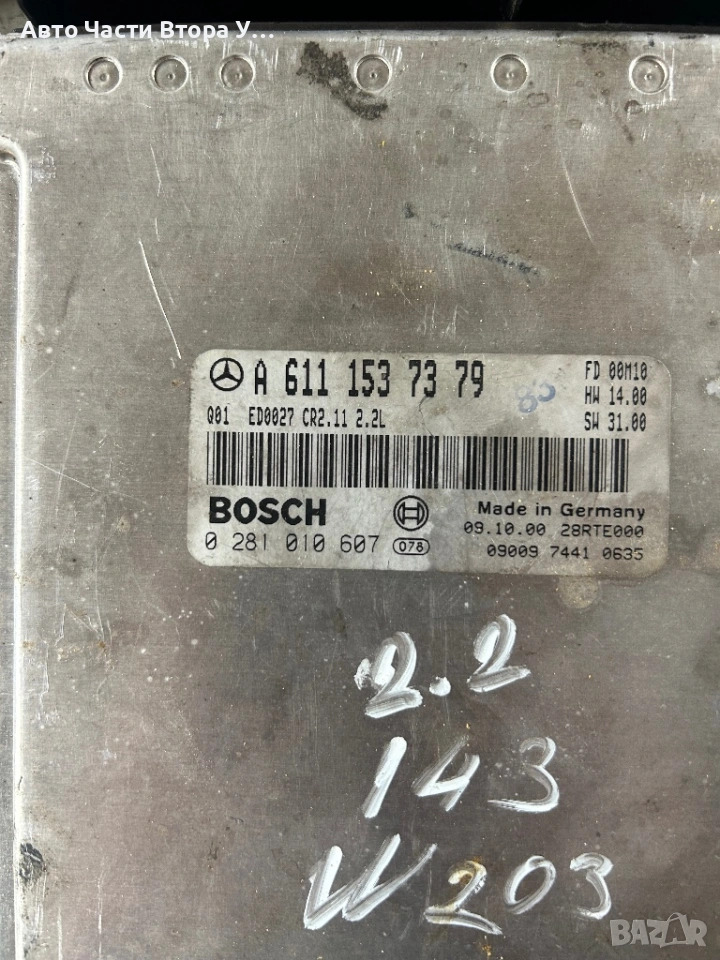 Авто Части Втора У...
A 611 153 73 79
FD 00M10
HW 14.00
Q01 ED0027 CR2.11 2.2L
SW 31.00
BOSCH
Made in Germany
09.10.00 28RTE000
0 281 010 607 078
09009 7441 0635
2.2
143
W203
BAZAR